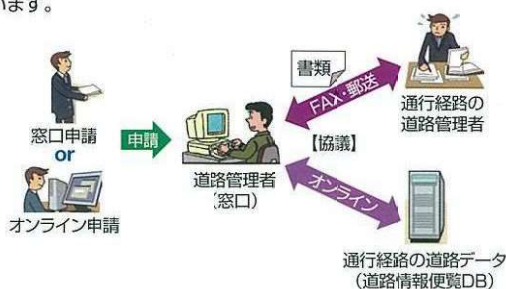 います。
窓口申請
or
オンライン申請
申請
道路管理者
(窓口)
書類
FAX・郵送
【協議】
オンライン
通行経路の
道路管理者
通行経路の道路データ
(道路情報便覧DB)